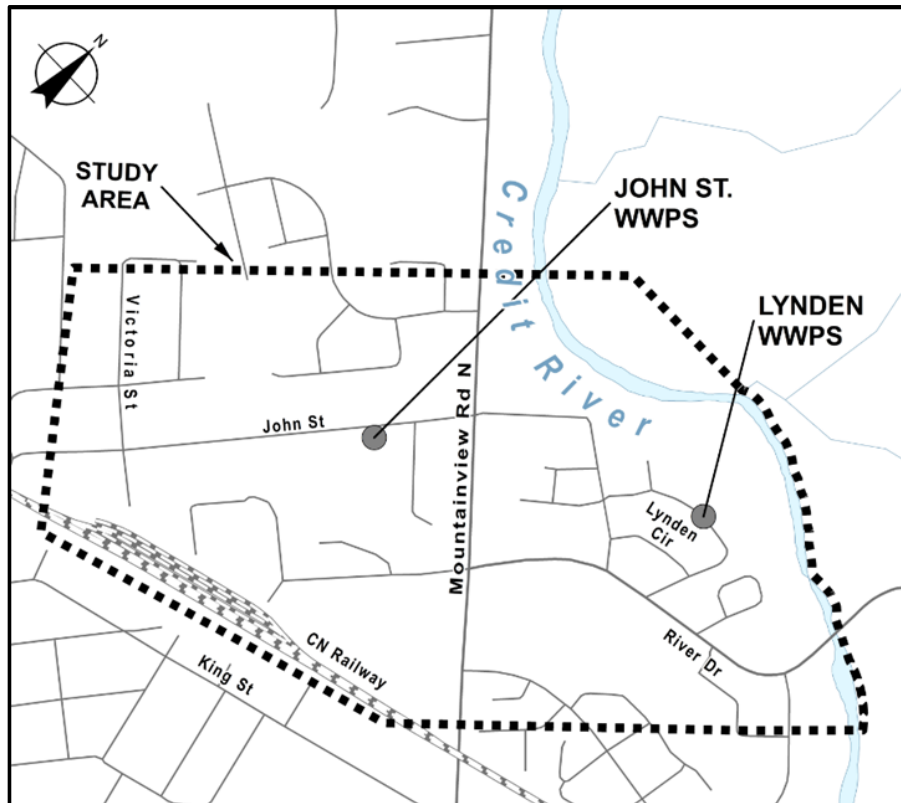 N
STUDY
AREA
JOHN ST.
WWPS
Credit River
LYNDEN
WWPS
Victoria St
John St
Mountainview Rd N
Lynden
Cir
River Dr
CN Railway
King St